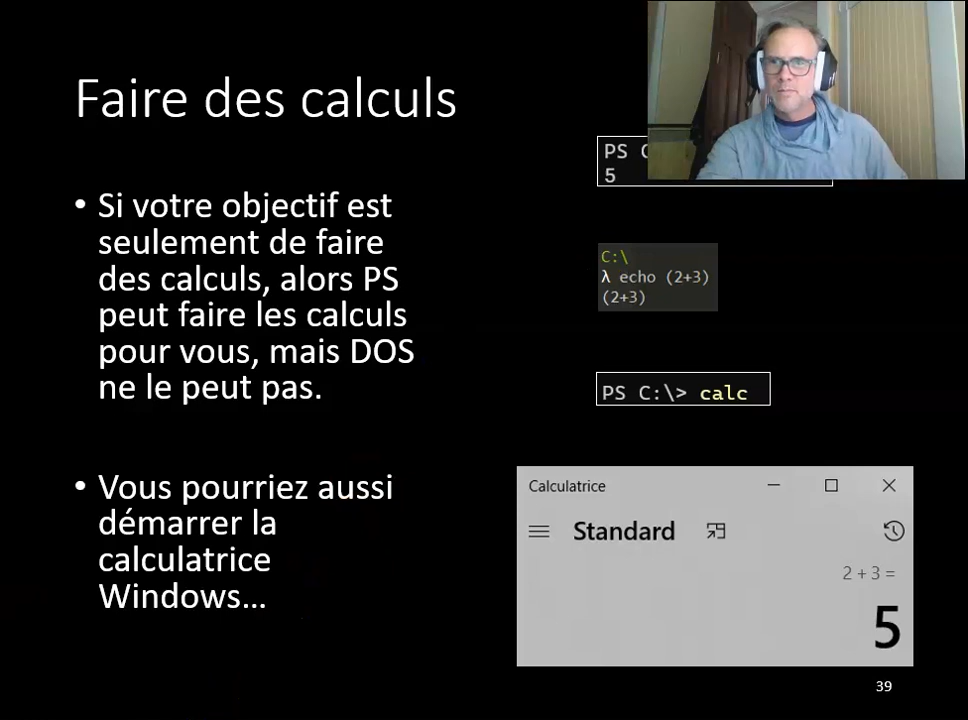 Faire des calculs
• Si votre objectif est
seulement de faire
des calculs, alors PS
peut faire les calculs
pour vous, mais DOS
ne le peut pas.
• Vous pourriez aussi
démarrer la
calculatrice
Windows…
PS
5
C:\
λ echo (2+3)
(2+3)
PS C:\> calc
Calculatrice
Standard
2 + 3 =
5
39